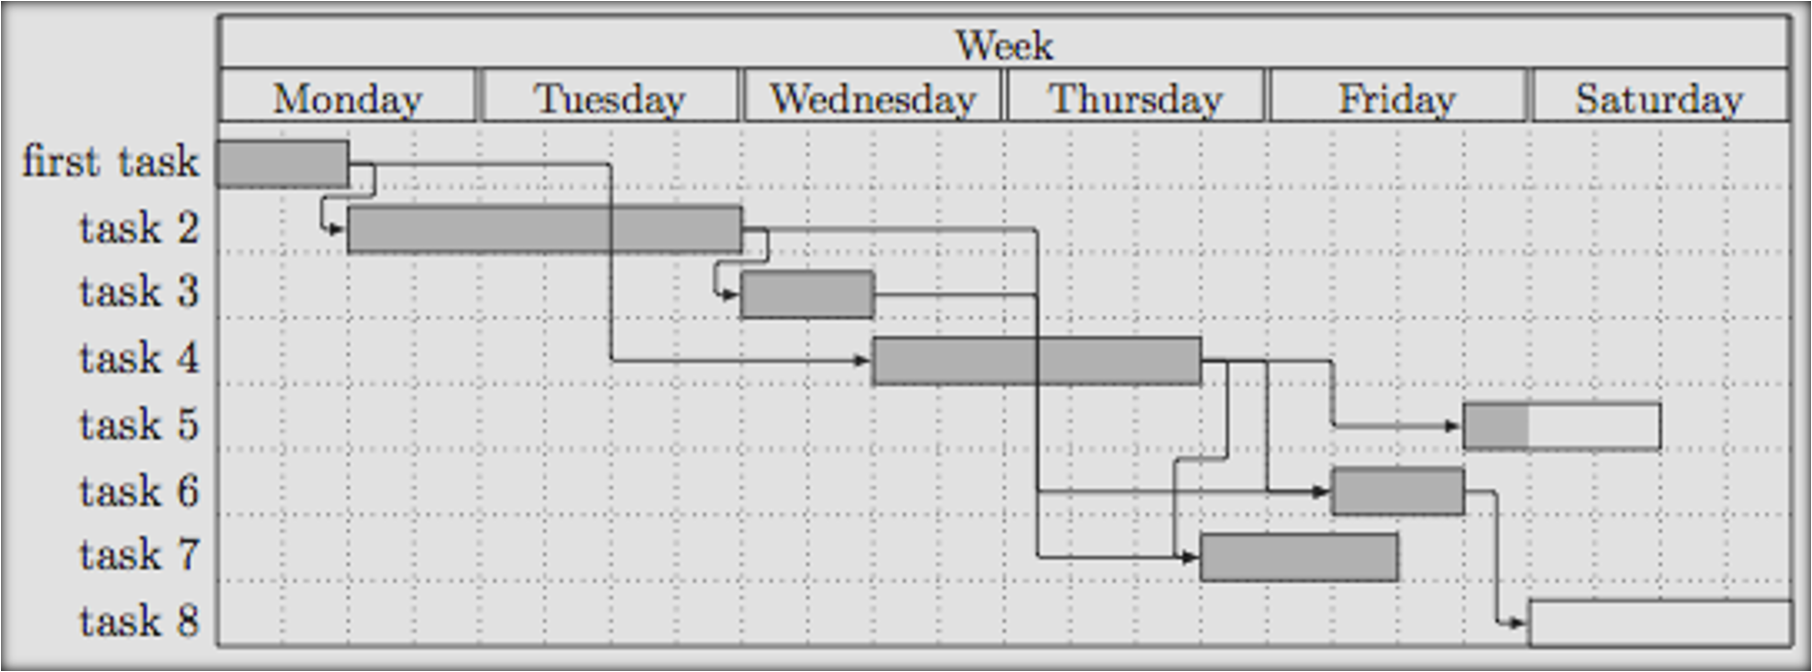 Week
Monday Tuesday Wednesday Thursday Friday Saturday
first task
task 2
task 3
task 4
task 5
task 6
task 7
task 8